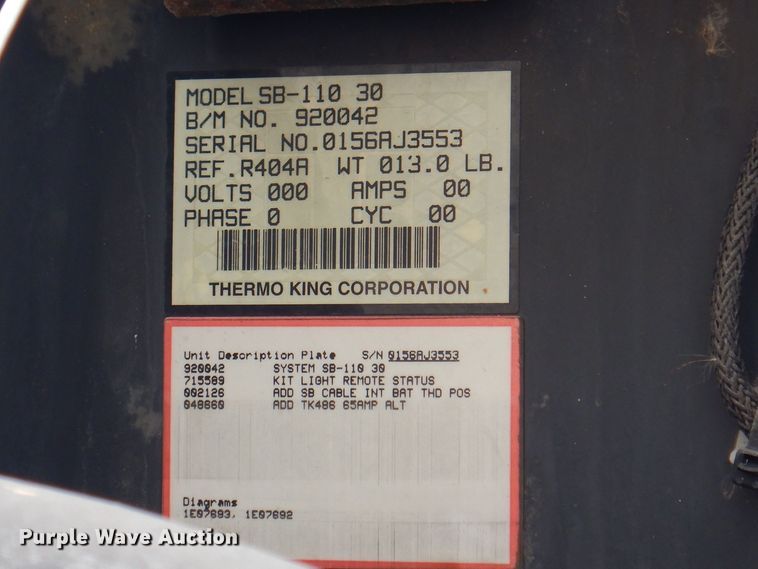 MODEL SB-110 30
B/M NO. 920042
SERIAL NO.0156AJ3553
REF.R404A WT 013.0 LB.
VOLTS 000 AMPS 00
PHASE 0 CYC 00
THERMO KING CORPORATION
Unit Description Plate S/N 0156AJ3553
920042 SYSTEM SB-110 30
715589 KIT LIGHT REMOTE STATUS
002126 ADD SB CABLE INT BAT THD POS
048660 ADD TK486 65AMP ALT
Diagrams
1E07693, 1E07692
Purple Wave Auction